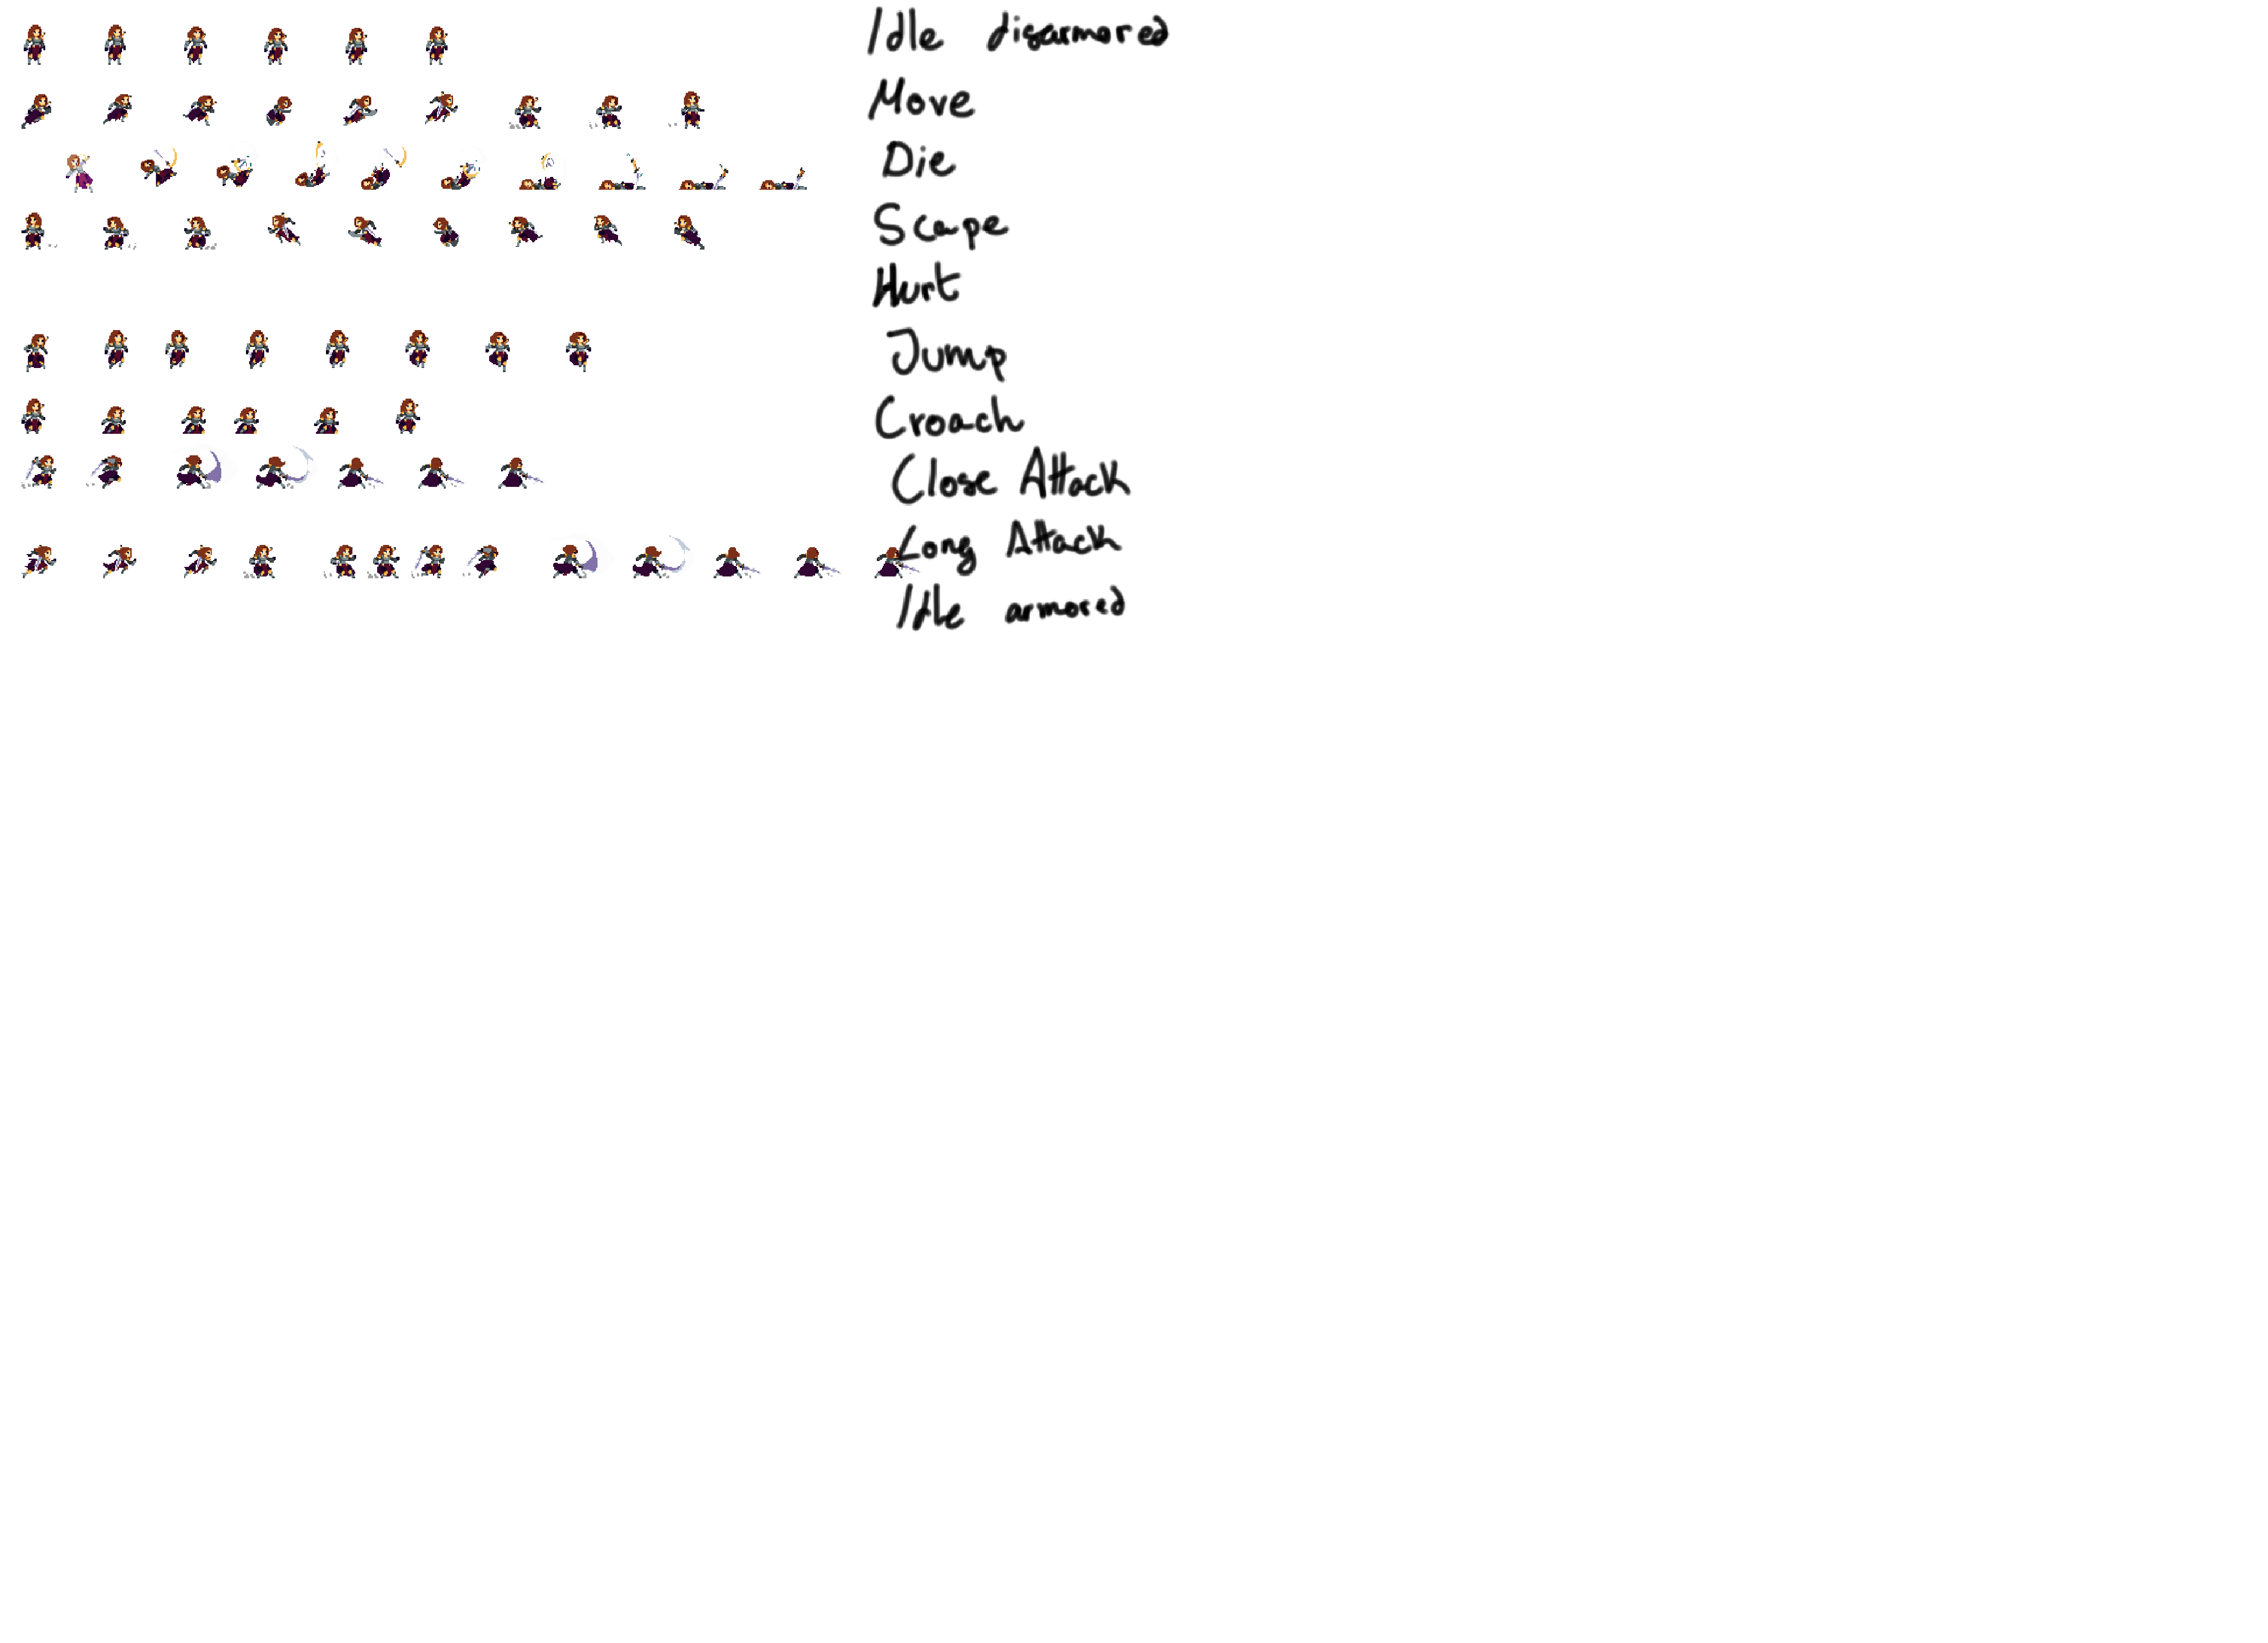 Idle disarmored
Move
Die
Scape
Hurt
Jump
Croach
Close Attack
Long Attack
Idle armored